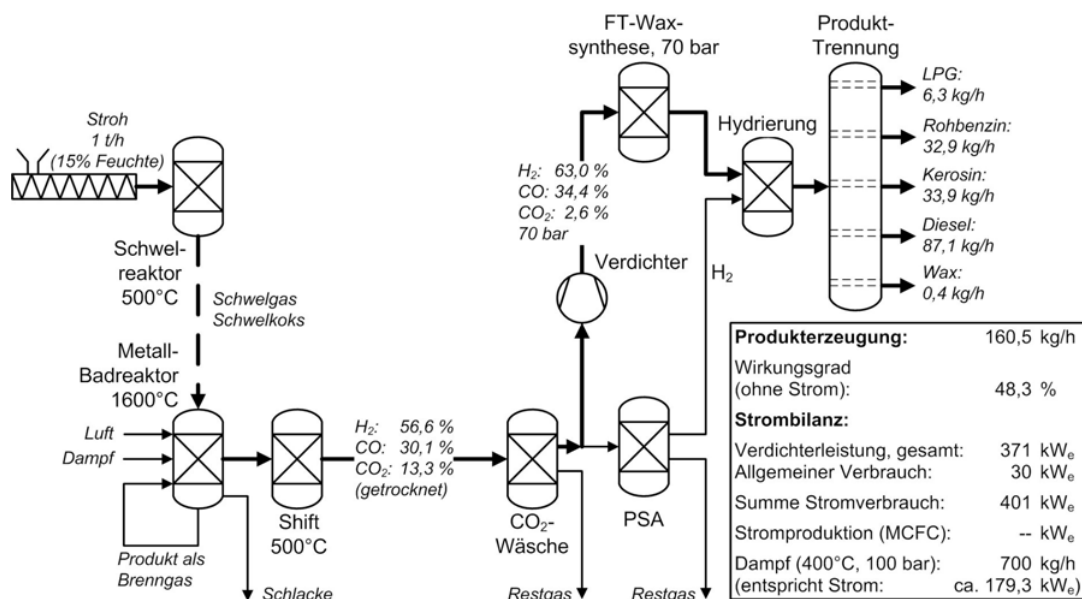 FT-Wax-
synthese, 70 bar
Produkt-
Trennung
LPG:
6,3 kg/h
Rohbenzin:
32,9 kg/h
Kerosin:
33,9 kg/h
Diesel:
87,1 kg/h
Wax:
0,4 kg/h
Stroh
1 t/h
(15% Feuchte)
Hydrierung
H₂: 63,0 %
CO: 34,4 %
CO₂: 2,6 %
70 bar
Schwel-
reaktor
500°C
Schwelgas
Schwelkoks
Verdichter
H₂
Metall-
Badreaktor
1600°C
Luft
Dampf
Produkt als
Brenngas
Schlacke
Shift
500°C
H₂: 56,6 %
CO: 30,1 %
CO₂: 13,3 %
(getrocknet)
CO₂-
Wäsche
Restgas
PSA
Restgas
Produkterzeugung: 160,5 kg/h
Wirkungsgrad
(ohne Strom): 48,3 %
Strombilanz:
Verdichterleistung, gesamt: 371 kWₑ
Allgemeiner Verbrauch: 30 kWₑ
Summe Stromverbrauch: 401 kWₑ
Stromproduktion (MCFC): -- kWₑ
Dampf (400°C, 100 bar): 700 kg/h
(entspricht Strom: ca. 179,3 kWₑ)